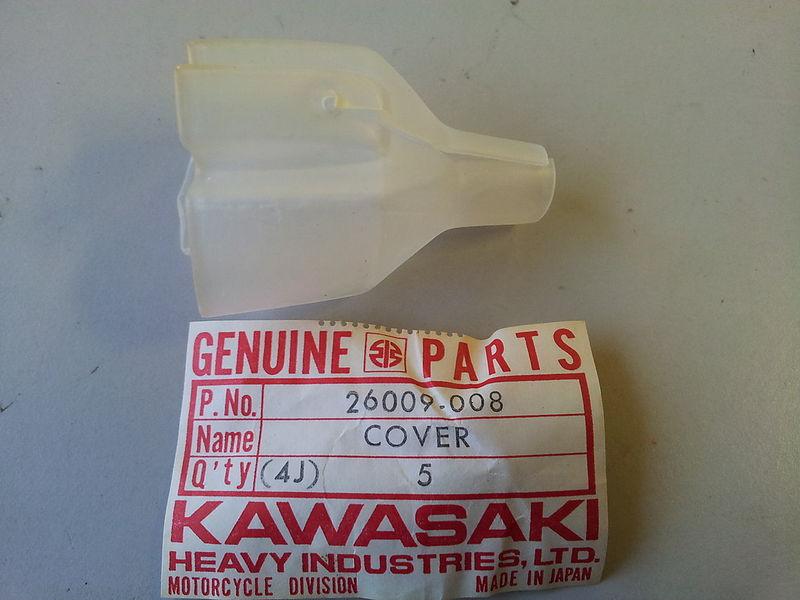 GENUINE PARTS
P. No. 26009-008
Name COVER
Q'ty (4J) 5
KAWASAKI
HEAVY INDUSTRIES, LTD.
MOTORCYCLE DIVISION MADE IN JAPAN